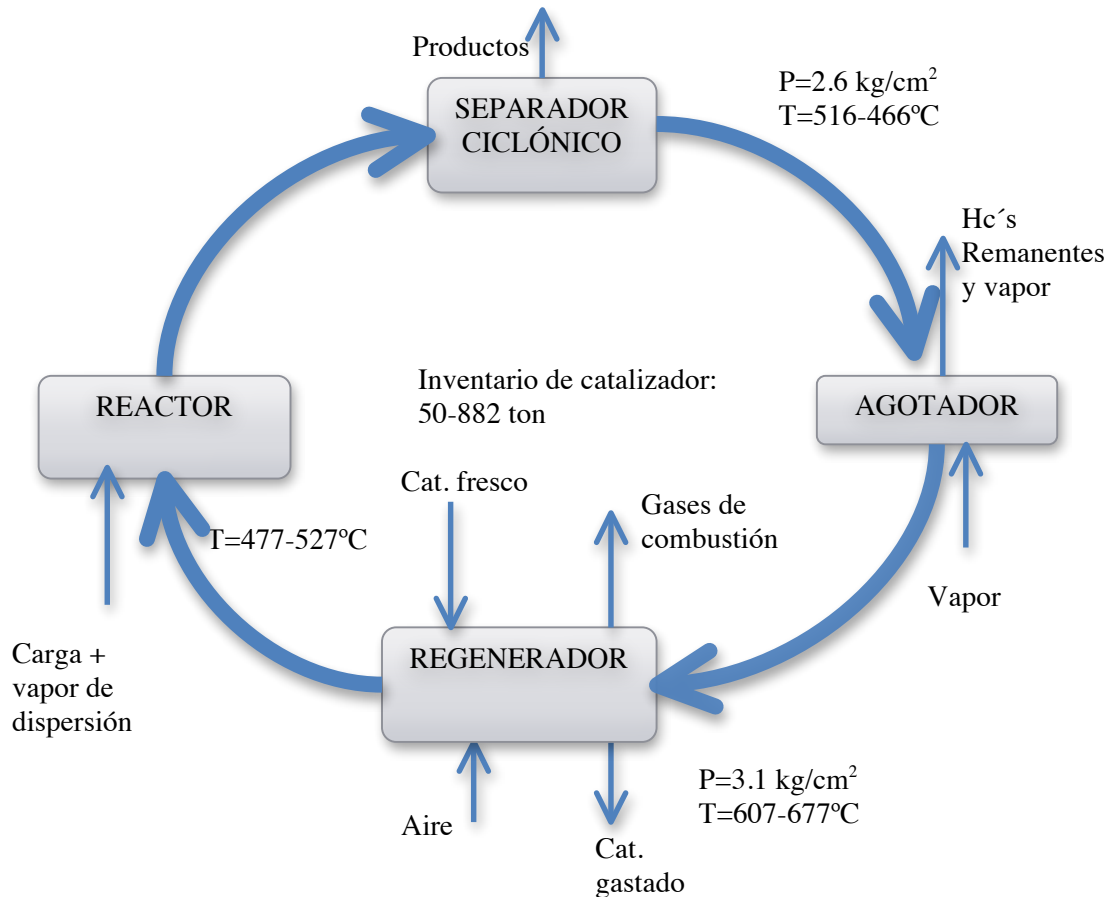 Productos
SEPARADOR
CICLÓNICO
P=2.6 kg/cm²
T=516-466ºC
Hc´s
Remanentes
y vapor
REACTOR
Inventario de catalizador:
50-882 ton
AGOTADOR
Cat. fresco
Gases de
combustión
T=477-527ºC
Vapor
Carga +
vapor de
dispersión
REGENERADOR
P=3.1 kg/cm²
T=607-677ºC
Aire
Cat.
gastado